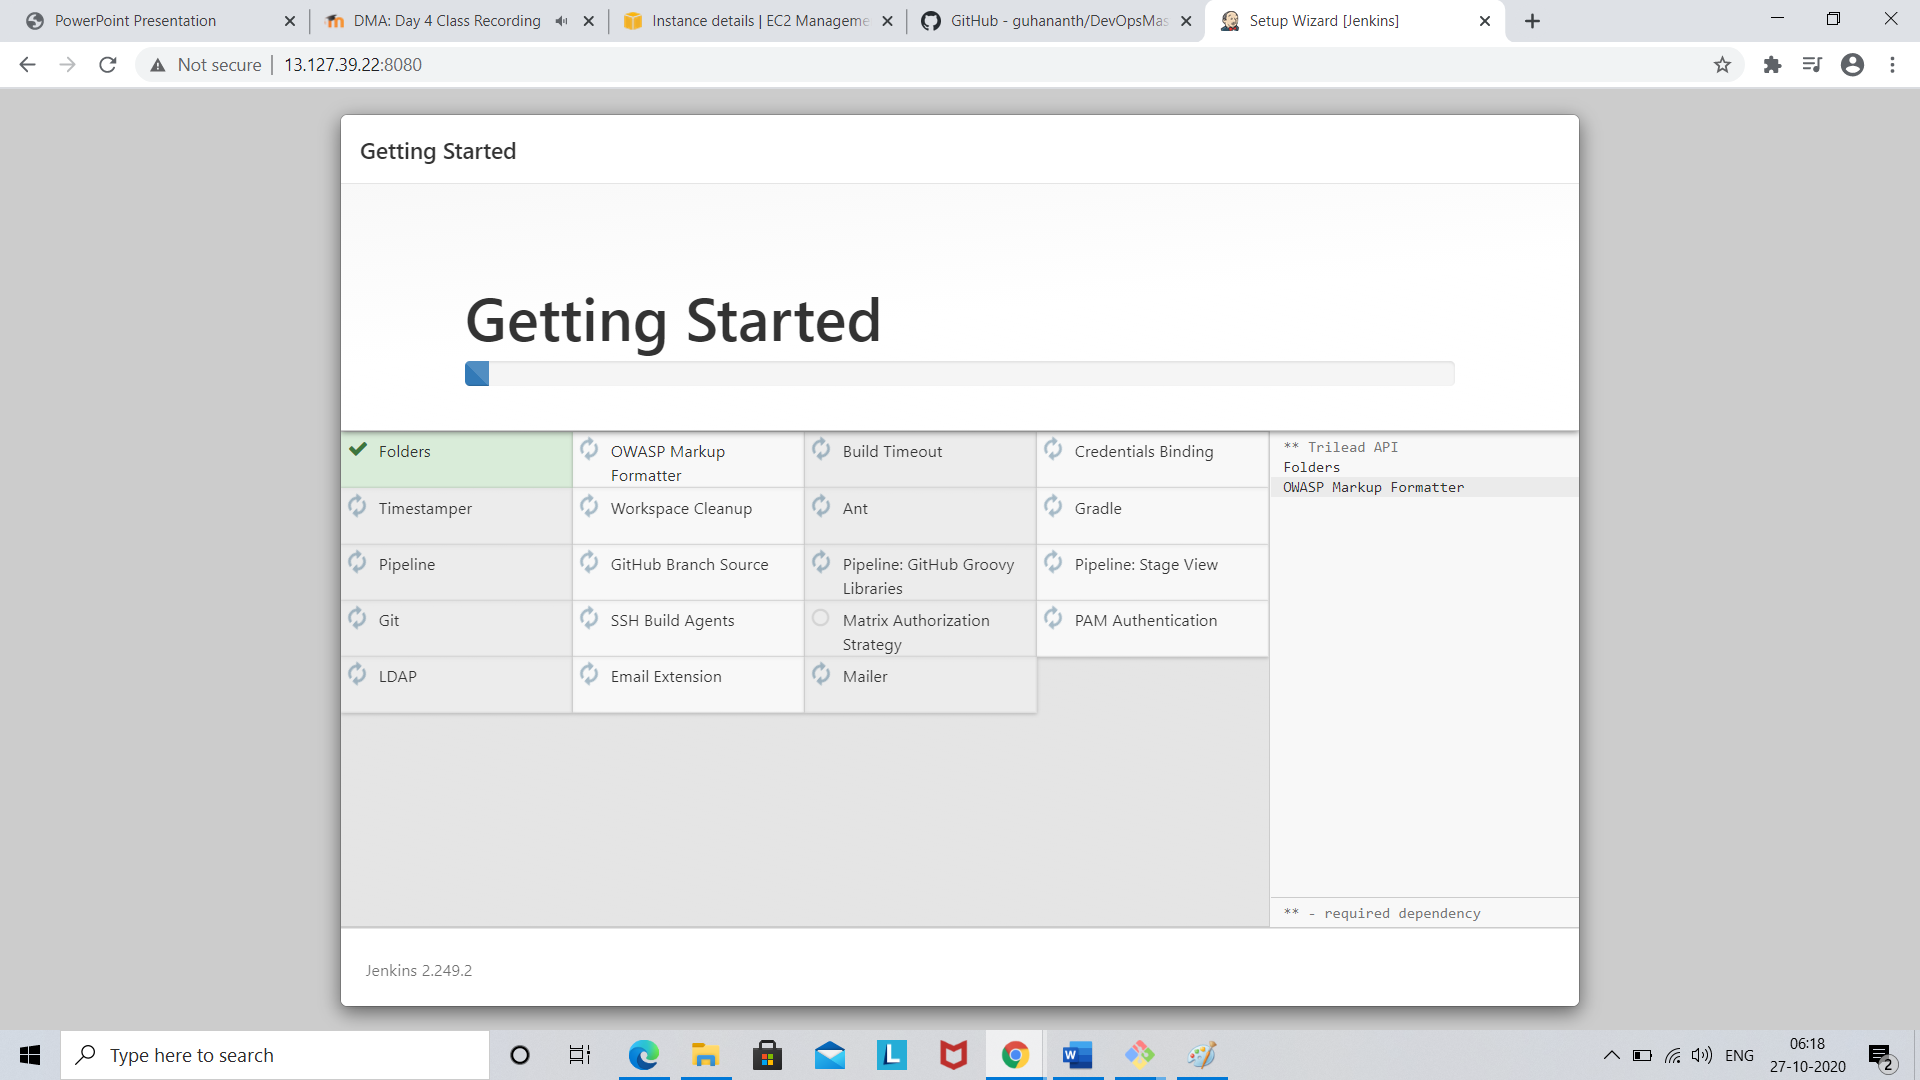 PowerPoint Presentation
DMA: Day 4 Class Recording
Instance details | EC2 Manageme
GitHub - guhananth/DevOpsMas
Setup Wizard [Jenkins]
Not secure | 13.127.39.22:8080
Getting Started
Getting Started
Folders
OWASP Markup
Formatter
Build Timeout
Credentials Binding
Timestamper
Workspace Cleanup
Ant
Gradle
Pipeline
GitHub Branch Source
Pipeline: GitHub Groovy
Libraries
Pipeline: Stage View
Git
SSH Build Agents
Matrix Authorization
Strategy
PAM Authentication
LDAP
Email Extension
Mailer
** Trilead API
Folders
OWASP Markup Formatter
** - required dependency
Jenkins 2.249.2
Type here to search
L
W
ENG
06:18
27-10-2020
2